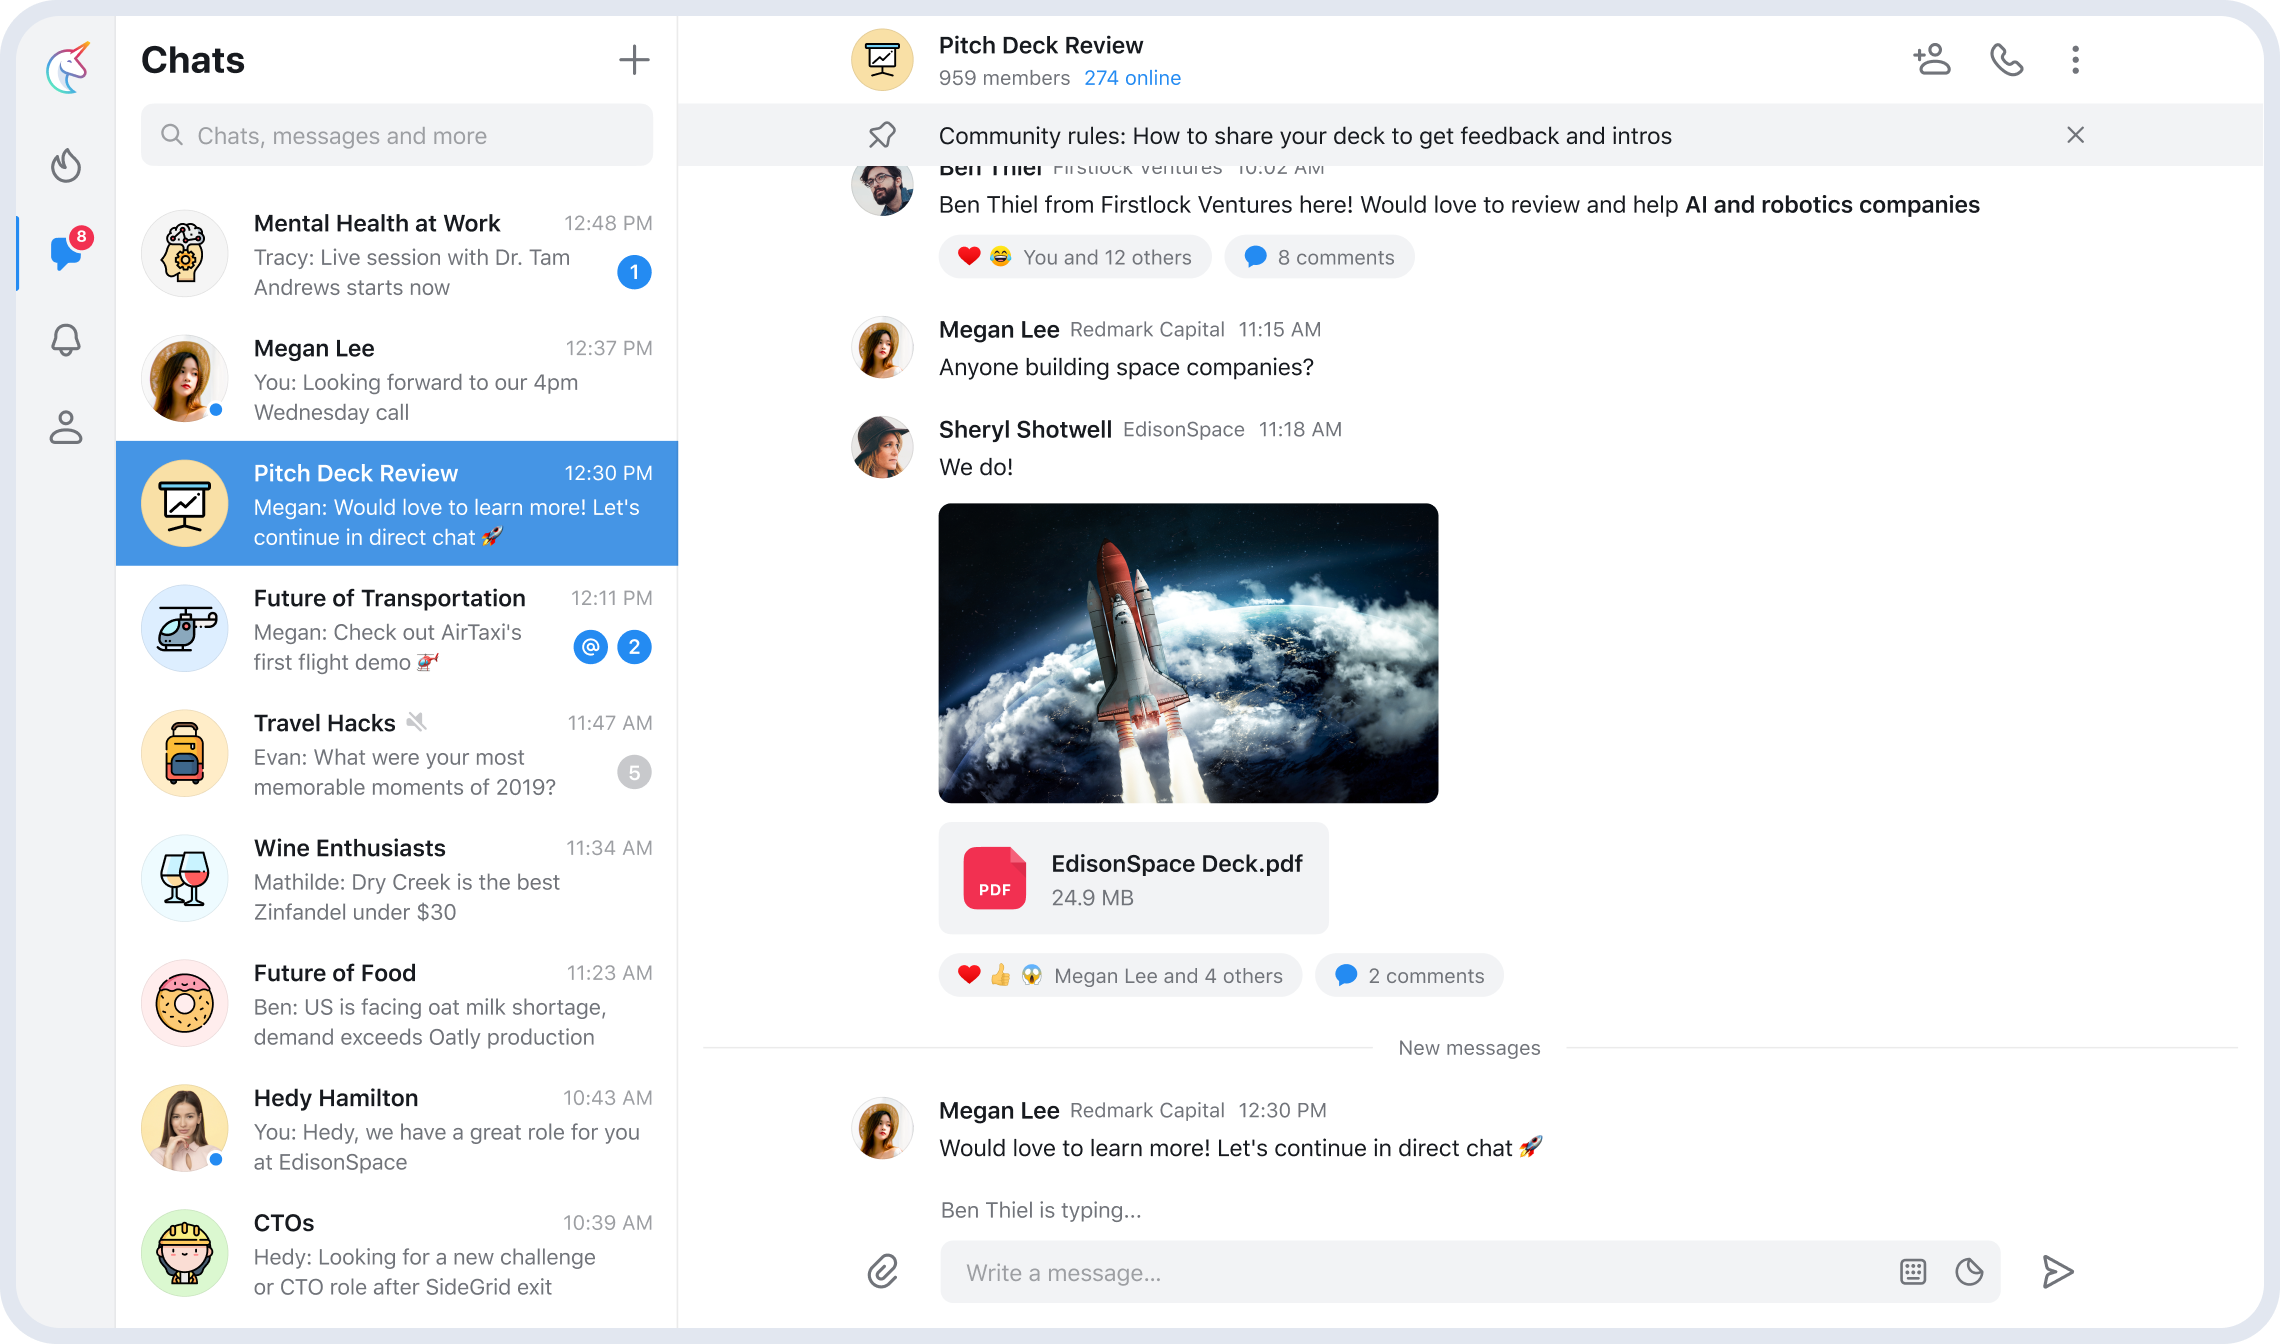 8
Chats
Chats, messages and more
Mental Health at Work 12:48 PM
Tracy: Live session with Dr. Tam
Andrews starts now
1
Megan Lee 12:37 PM
You: Looking forward to our 4pm
Wednesday call
Pitch Deck Review 12:30 PM
Megan: Would love to learn more! Let's
continue in direct chat 🚀
Future of Transportation 12:11 PM
Megan: Check out AirTaxi's
first flight demo 🚁
@ 2
Travel Hacks 11:47 AM
Evan: What were your most
memorable moments of 2019?
5
Wine Enthusiasts 11:34 AM
Mathilde: Dry Creek is the best
Zinfandel under $30
Future of Food 11:23 AM
Ben: US is facing oat milk shortage,
demand exceeds Oatly production
Hedy Hamilton 10:43 AM
You: Hedy, we have a great role for you
at EdisonSpace
CTOs 10:39 AM
Hedy: Looking for a new challenge
or CTO role after SideGrid exit
Pitch Deck Review
959 members 274 online
Community rules: How to share your deck to get feedback and intros
Ben Thiel Firstlock Ventures 10:02 AM
Ben Thiel from Firstlock Ventures here! Would love to review and help AI and robotics companies
❤️ 😂 You and 12 others 8 comments
Megan Lee Redmark Capital 11:15 AM
Anyone building space companies?
Sheryl Shotwell EdisonSpace 11:18 AM
We do!
PDF
EdisonSpace Deck.pdf
24.9 MB
❤️ 👍 😱 Megan Lee and 4 others 2 comments
New messages
Megan Lee Redmark Capital 12:30 PM
Would love to learn more! Let's continue in direct chat 🚀
Ben Thiel is typing...
Write a message...